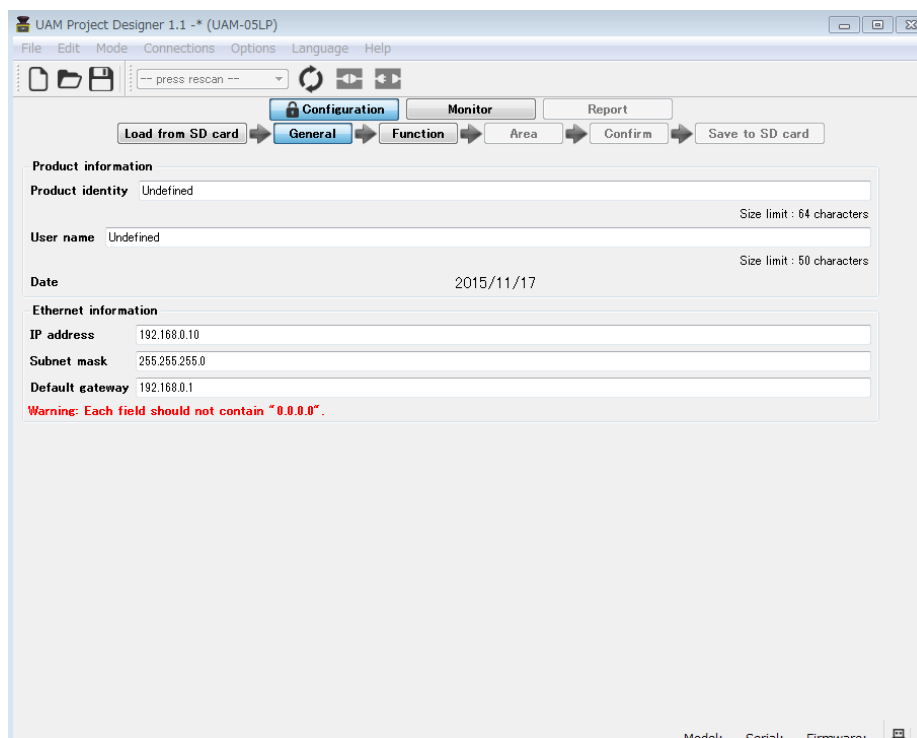 UAM Project Designer 1.1 -* (UAM-05LP)
File Edit Mode Connections Options Language Help
-- press rescan --
Configuration Monitor Report
Load from SD card General Function Area Confirm Save to SD card
Product information
Product identity Undefined
Size limit : 64 characters
User name Undefined
Size limit : 50 characters
Date 2015/11/17
Ethernet information
IP address 192.168.0.10
Subnet mask 255.255.255.0
Default gateway 192.168.0.1
Warning: Each field should not contain "0.0.0.0".
Model: Serial: Firmware: